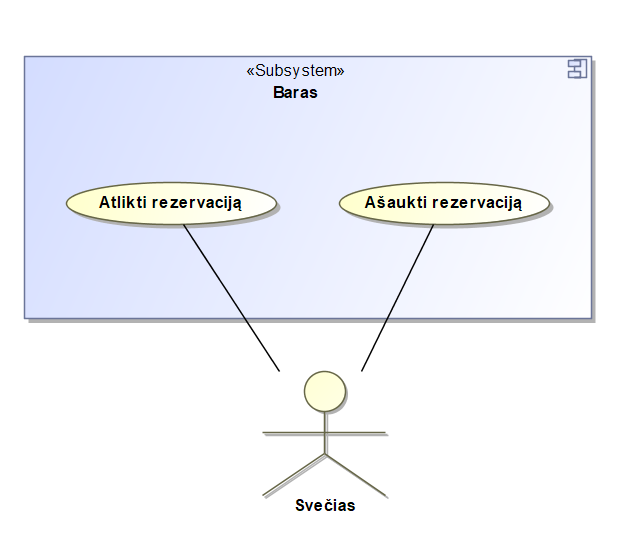 «Subsystem»
Baras
Atlikti rezervaciją
Ašaukti rezervaciją
Svečias